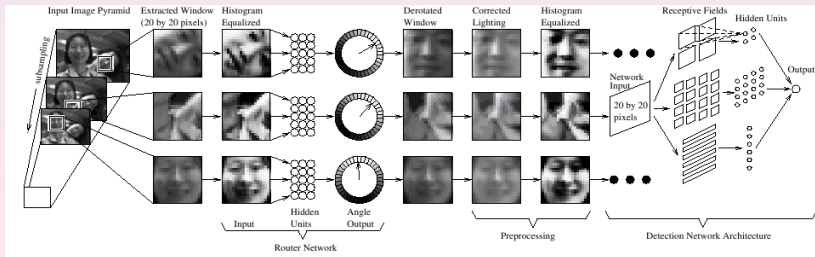 Input Image Pyramid
Extracted Window
(20 by 20 pixels)
Histogram
Equalized
Derotated
Window
Corrected
Lighting
Histogram
Equalized
Receptive Fields
Hidden Units
subsampling
Network
Input
20 by 20
pixels
Output
Input
Hidden
Units
Angle
Output
Router Network
Preprocessing
Detection Network Architecture